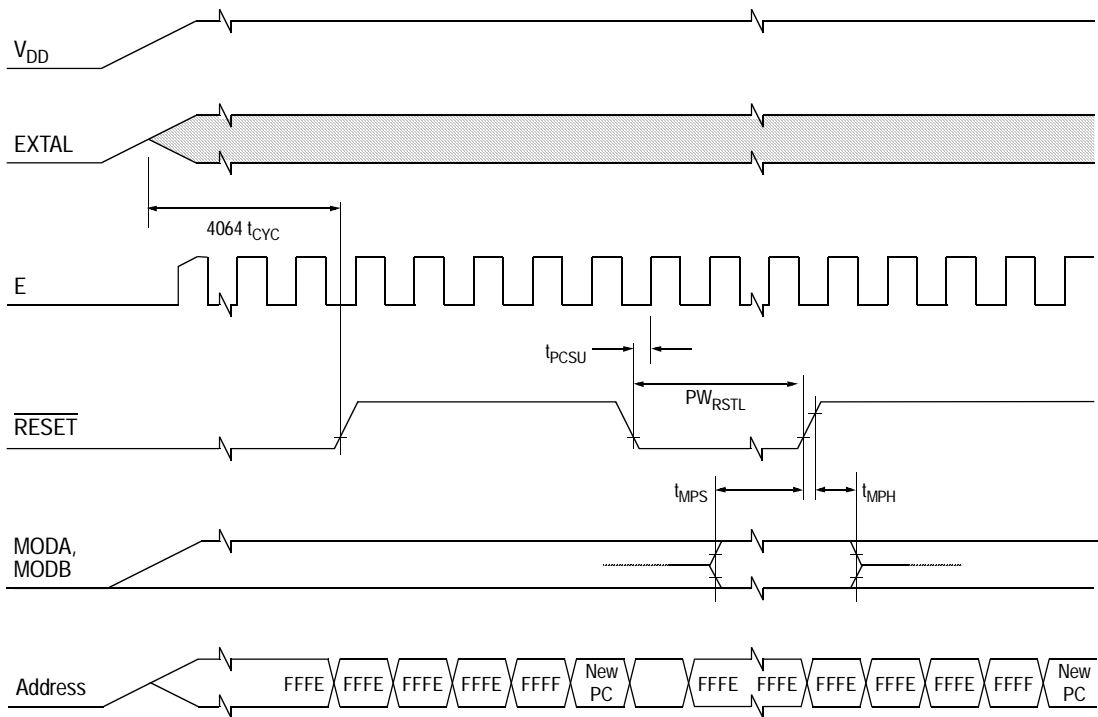 VDD
EXTAL
4064 tCYC
E
tPCSU
PWRSTL
RESET
tMPS
tMPH
MODA,
MODB
Address
FFFE FFFE FFFE FFFE FFFF New PC FFFE FFFE FFFE FFFE FFFF New PC